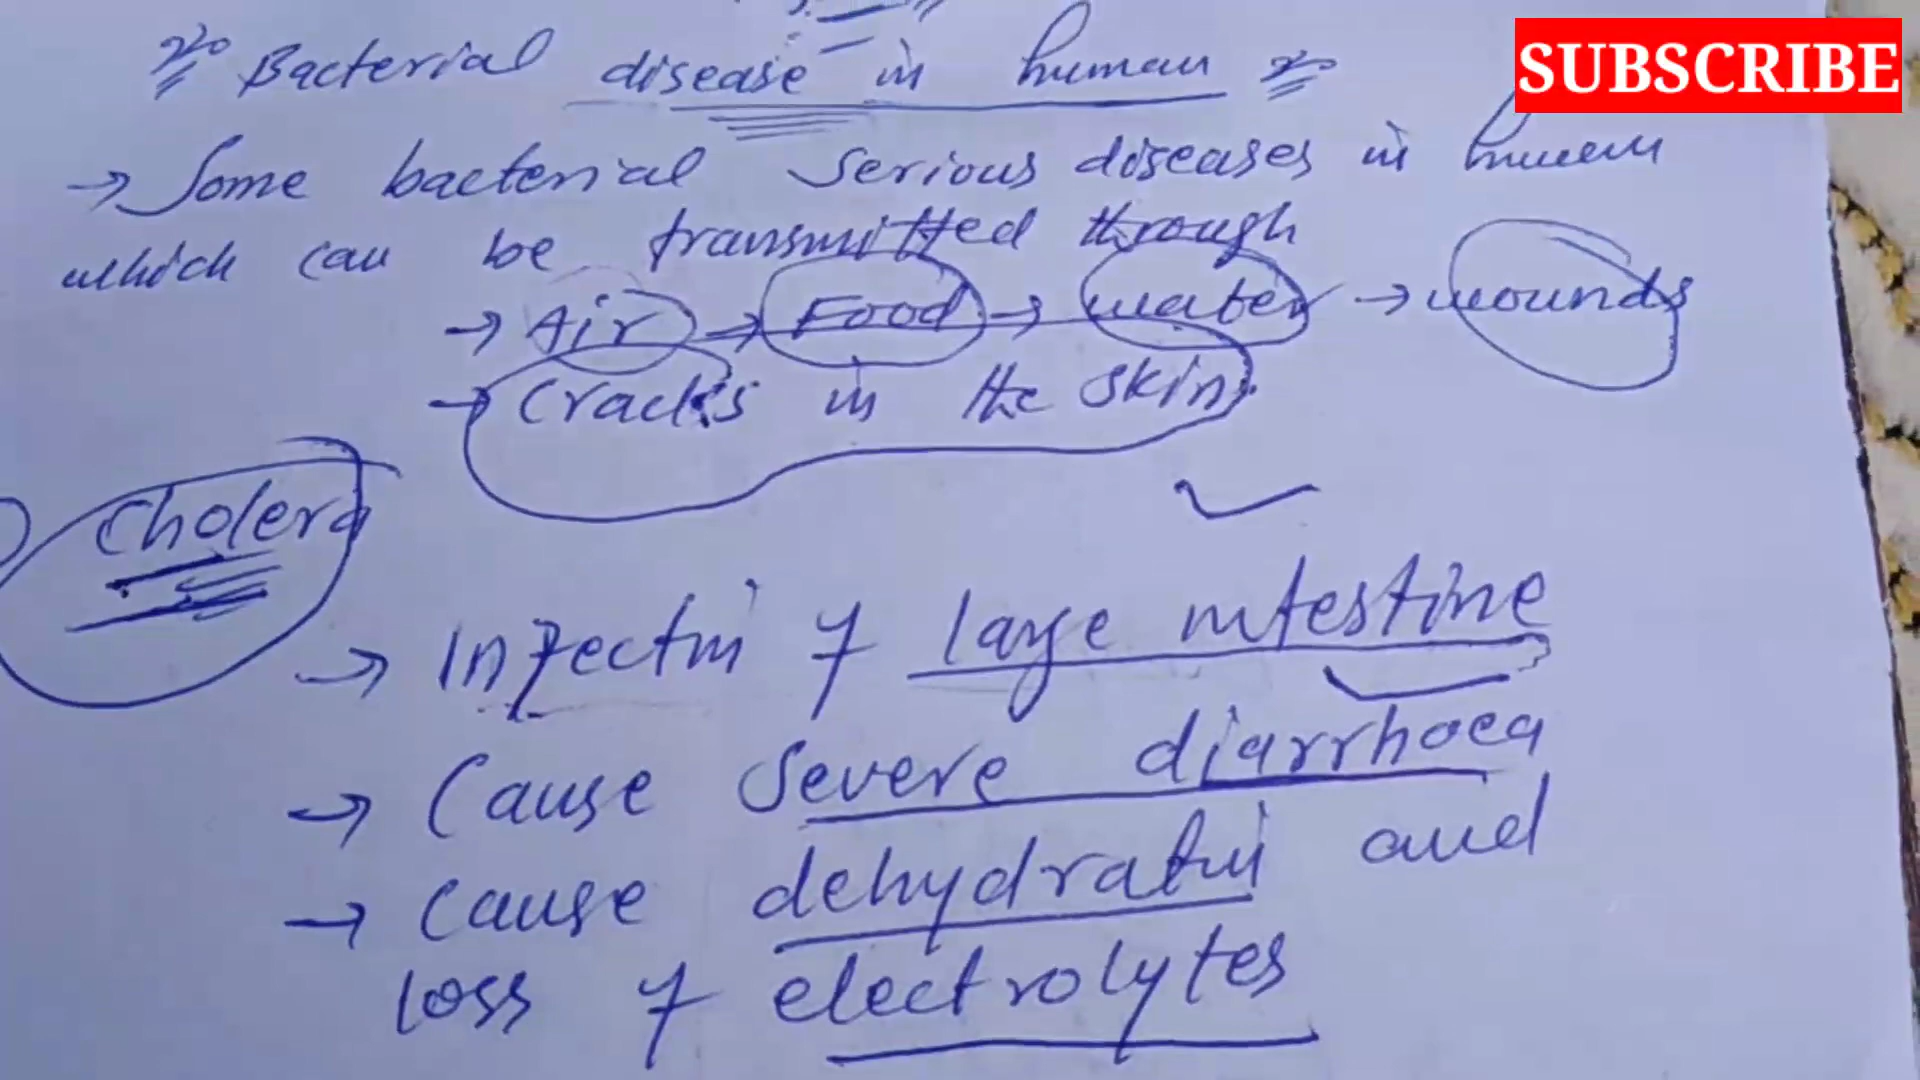 Bacterial disease in human
SUBSCRIBE
→ Some bacterial serious diseases in human
which can be transmitted through
→ Air → Food → water → wounds
→ Cracks in the skin.
Cholera
→ Infection of large intestine
→ Cause severe diarrhoea
→ Cause dehydration and
loss of electrolytes